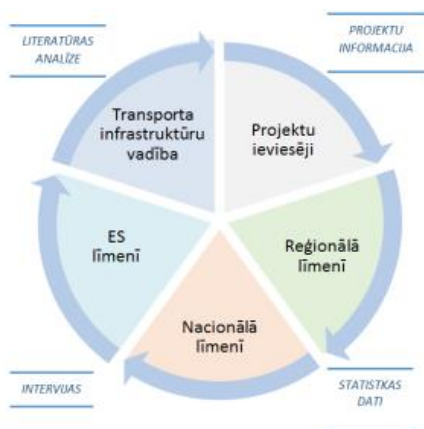 LITERATŪRAS
ANALĪZE
PROJEKTU
INFORMACIJA
Transporta
infrastruktūru
vadība
Projektu
ieviesēji
ES
līmenī
Reģionālā
līmenī
Nacionālā
līmenī
INTERVIJAS
STATISTKAS
DATI